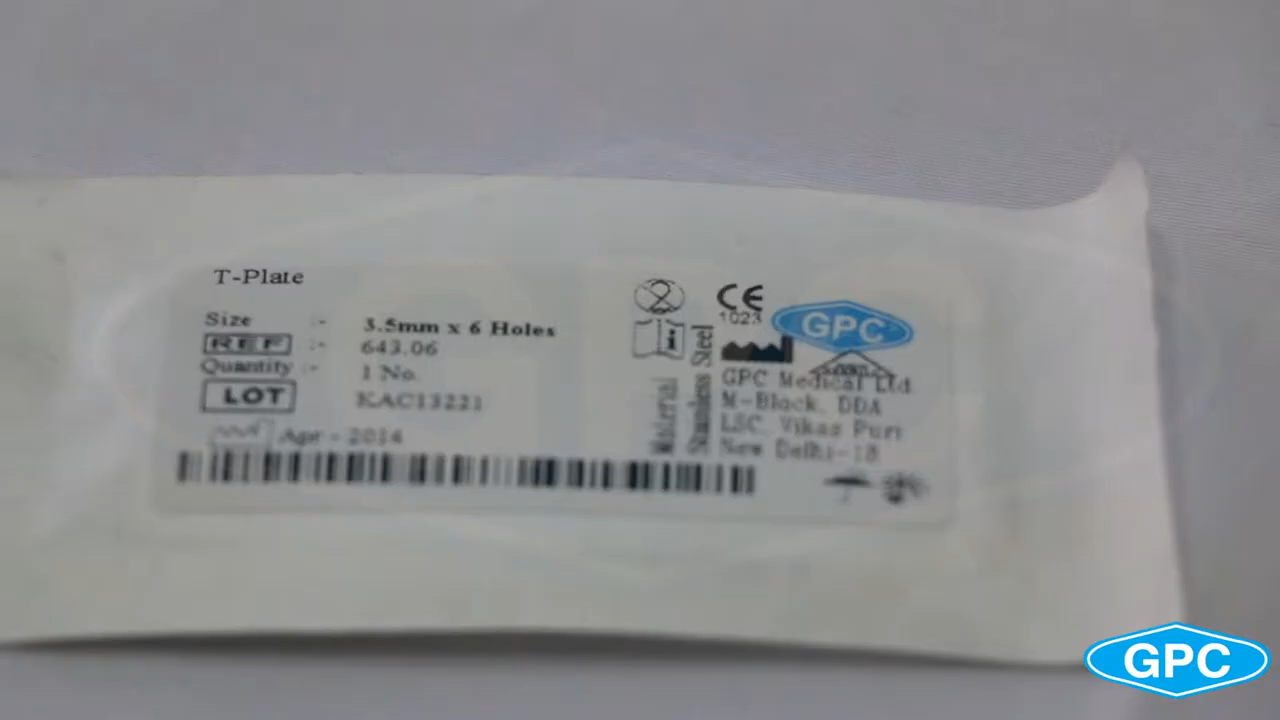 T-Plate
Size :- 3.5mm x 6 Holes
REF :- 643.06
Quantity :- 1 No.
LOT KAC13221
Apr - 2014
2
CE
1023
GPC
i
Material
Stainless Steel
GPC Medical Ltd.
M-Block, DDA
LSC, Vikas Puri
New Delhi-18
GPC